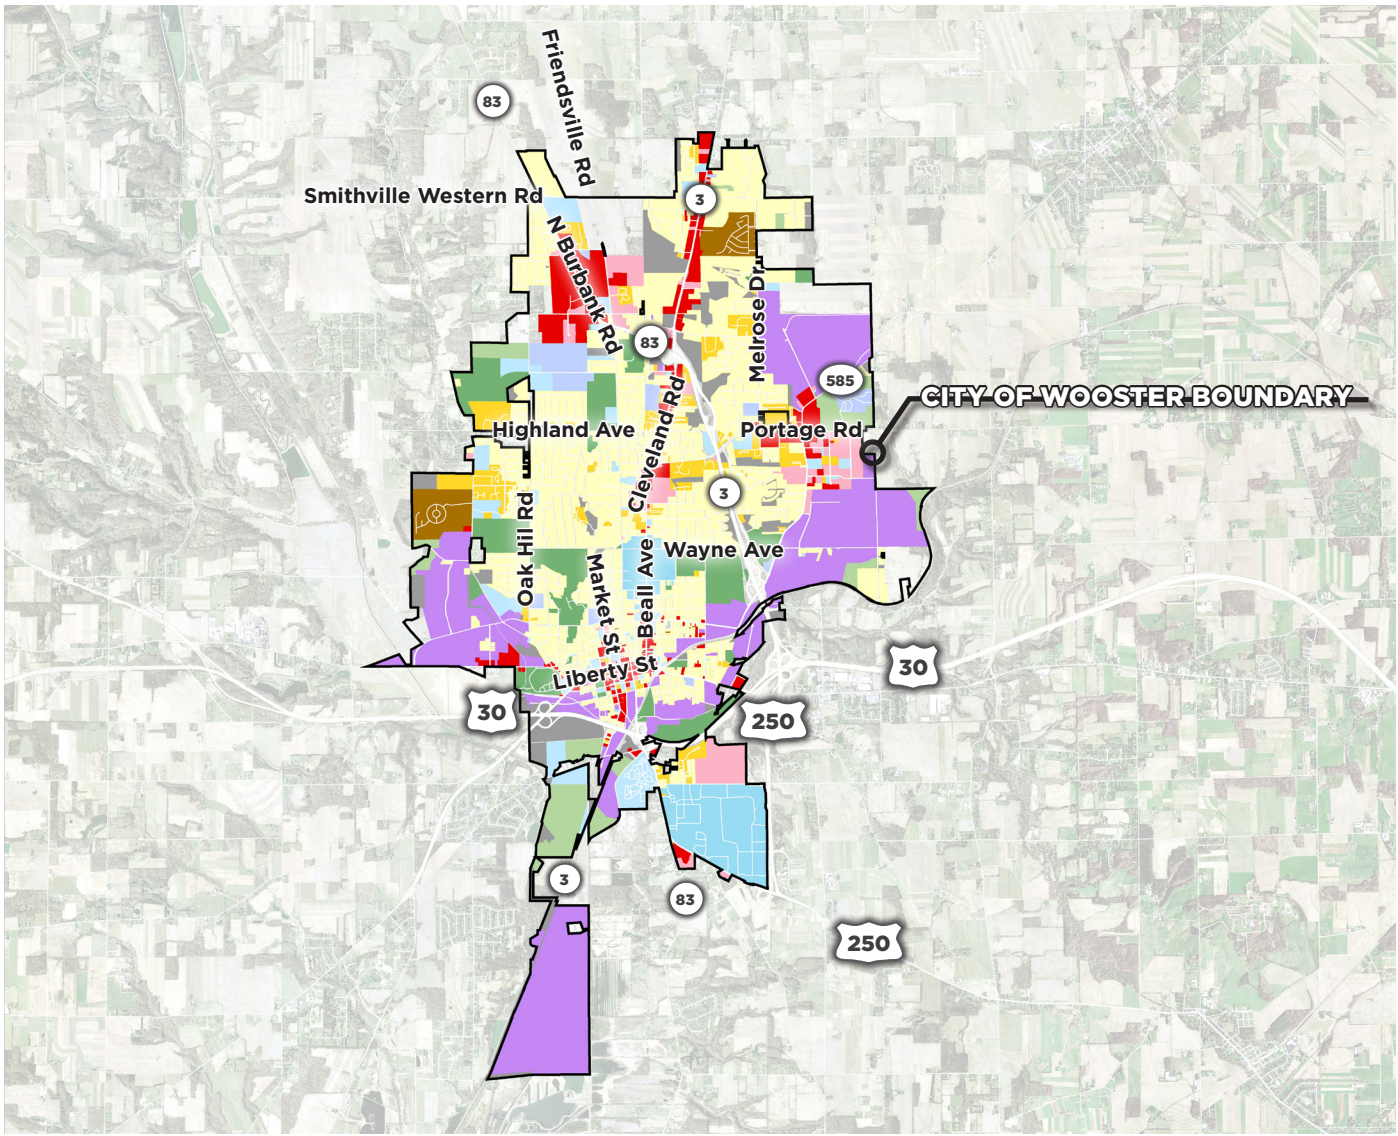 Friendsville Rd
83
Smithville Western Rd
3
N Burbank Rd
Melrose Dr
83
585
CITY OF WOOSTER BOUNDARY
Highland Ave
Cleveland Rd
Portage Rd
3
Oak Hil Rd
Market St
Beall Ave
Wayne Ave
Liberty St
30
30
250
3
83
250